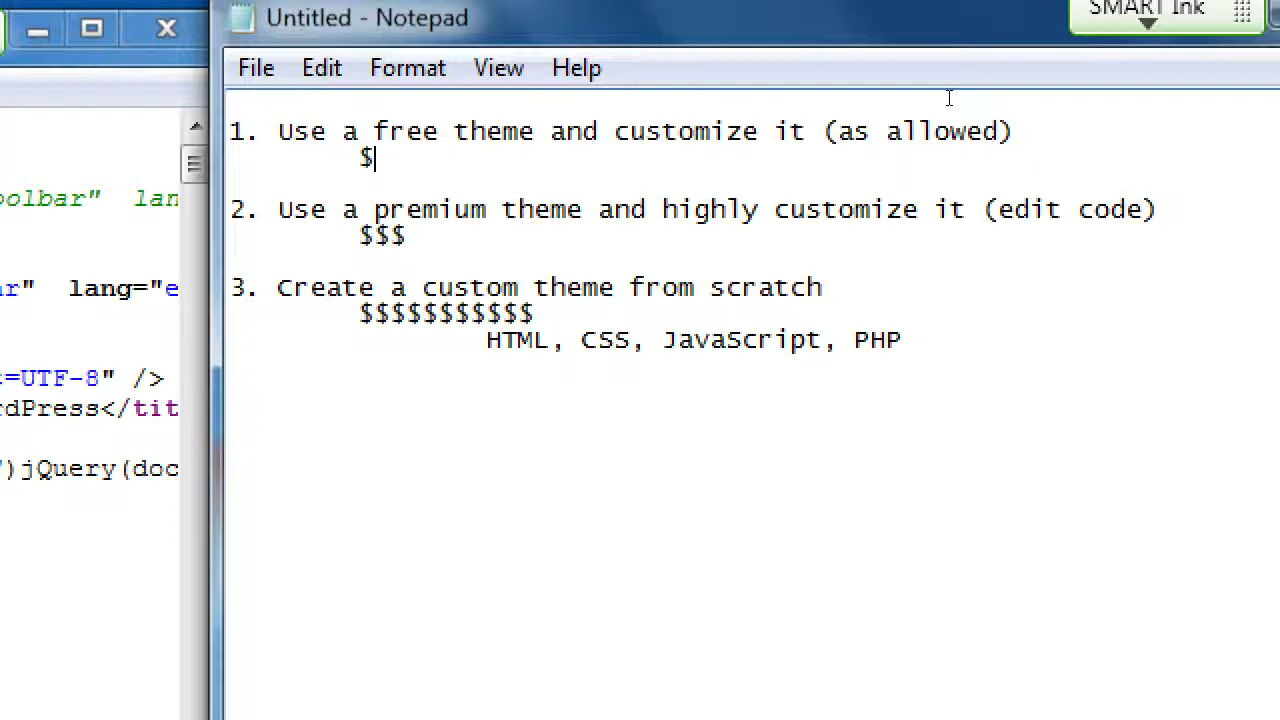 Untitled - Notepad
SMART Ink
File Edit Format View Help
1. Use a free theme and customize it (as allowed)
$
2. Use a premium theme and highly customize it (edit code)
$$$
3. Create a custom theme from scratch
$$$$$$$$$$$
HTML, CSS, JavaScript, PHP
olbar" lan
ar" lang="e
=UTF-8" />
rdPress</tit
)jQuery(doc